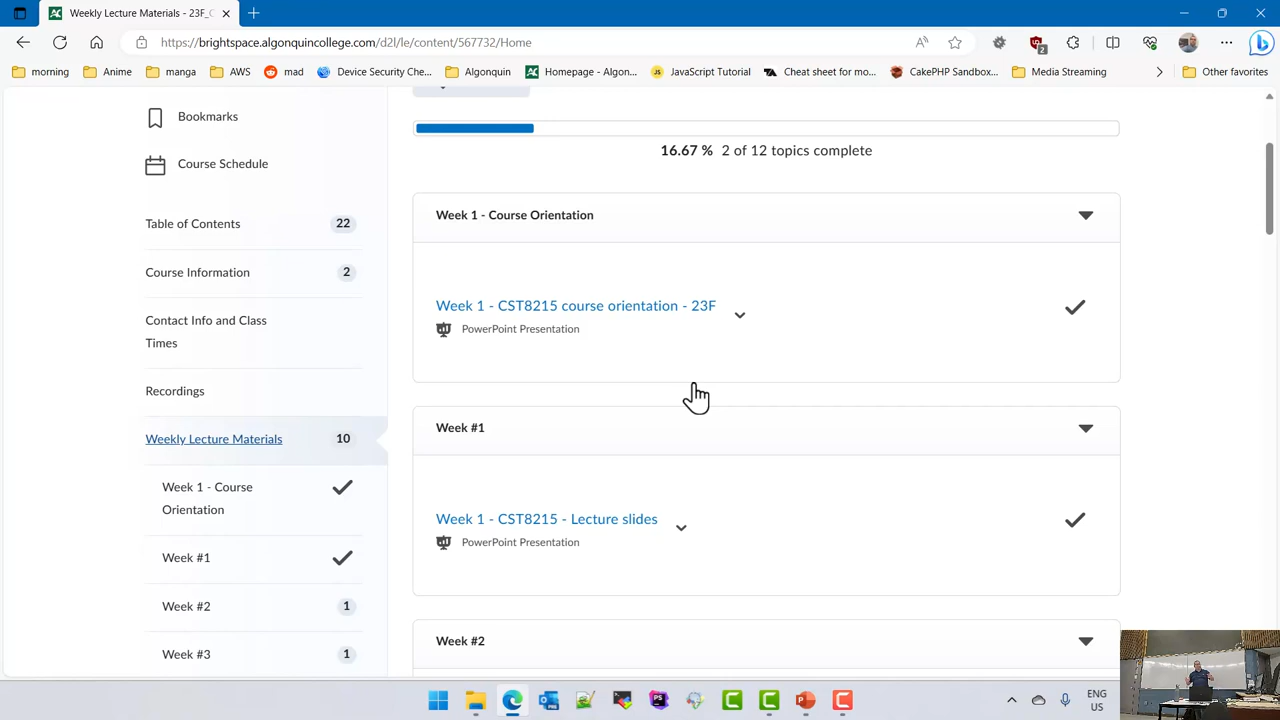 Weekly Lecture Materials - 23F_C
https://brightspace.algonquincollege.com/d2l/le/content/567732/Home
2
morning
Anime
manga
AWS
mad
Device Security Che...
Algonquin
Homepage - Algon...
JavaScript Tutorial
Cheat sheet for mo...
CakePHP Sandbox...
Media Streaming
Other favorites
Bookmarks
Course Schedule
Table of Contents 22
Course Information 2
Contact Info and Class
Times
Recordings
Weekly Lecture Materials 10
Week 1 - Course
Orientation
Week #1
Week #2 1
Week #3 1
16.67 % 2 of 12 topics complete
Week 1 - Course Orientation
Week 1 - CST8215 course orientation - 23F
PowerPoint Presentation
Week #1
Week 1 - CST8215 - Lecture slides
PowerPoint Presentation
Week #2
ENG
US